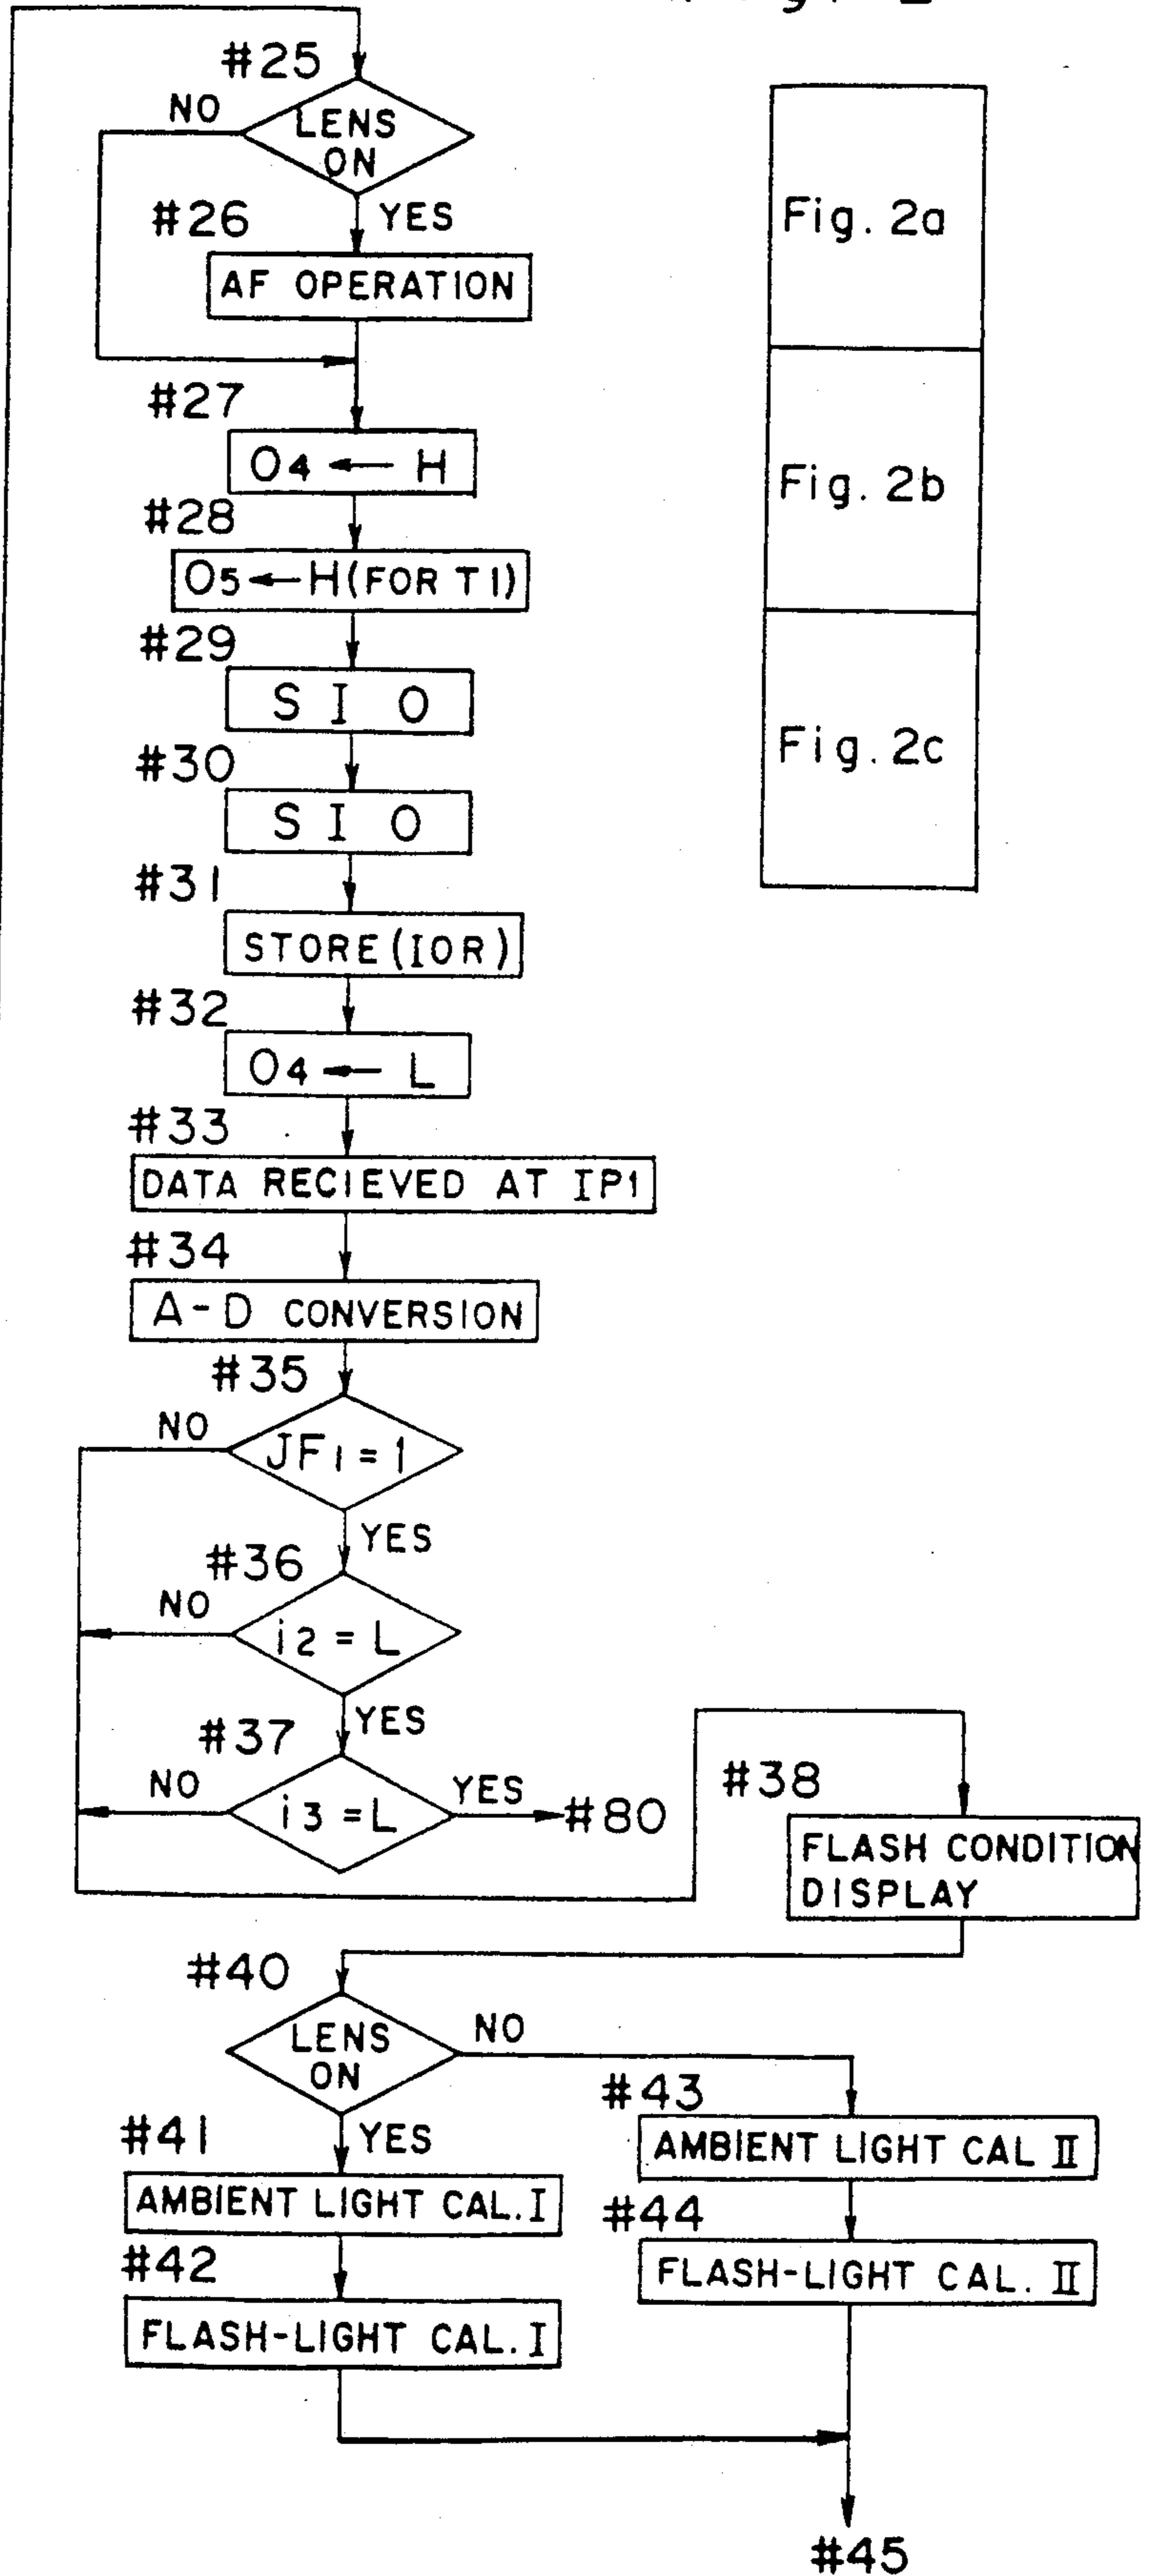 #25
NO
LENS
ON
YES
#26
AF OPERATION
#27
O4 ← H
#28
O5 ← H (FOR T1)
#29
S I O
#30
S I O
#31
STORE (IOR)
#32
O4 ← L
#33
DATA RECIEVED AT IP1
#34
A-D CONVERSION
#35
NO
JF1 = 1
YES
#36
NO
i2 = L
YES
#37
NO
i3 = L
YES
#80
#38
FLASH CONDITION
DISPLAY
#40
LENS
ON
NO
YES
#41
AMBIENT LIGHT CAL. I
#42
FLASH-LIGHT CAL. I
#43
AMBIENT LIGHT CAL II
#44
FLASH-LIGHT CAL. II
#45
Fig. 2a
Fig. 2b
Fig. 2c